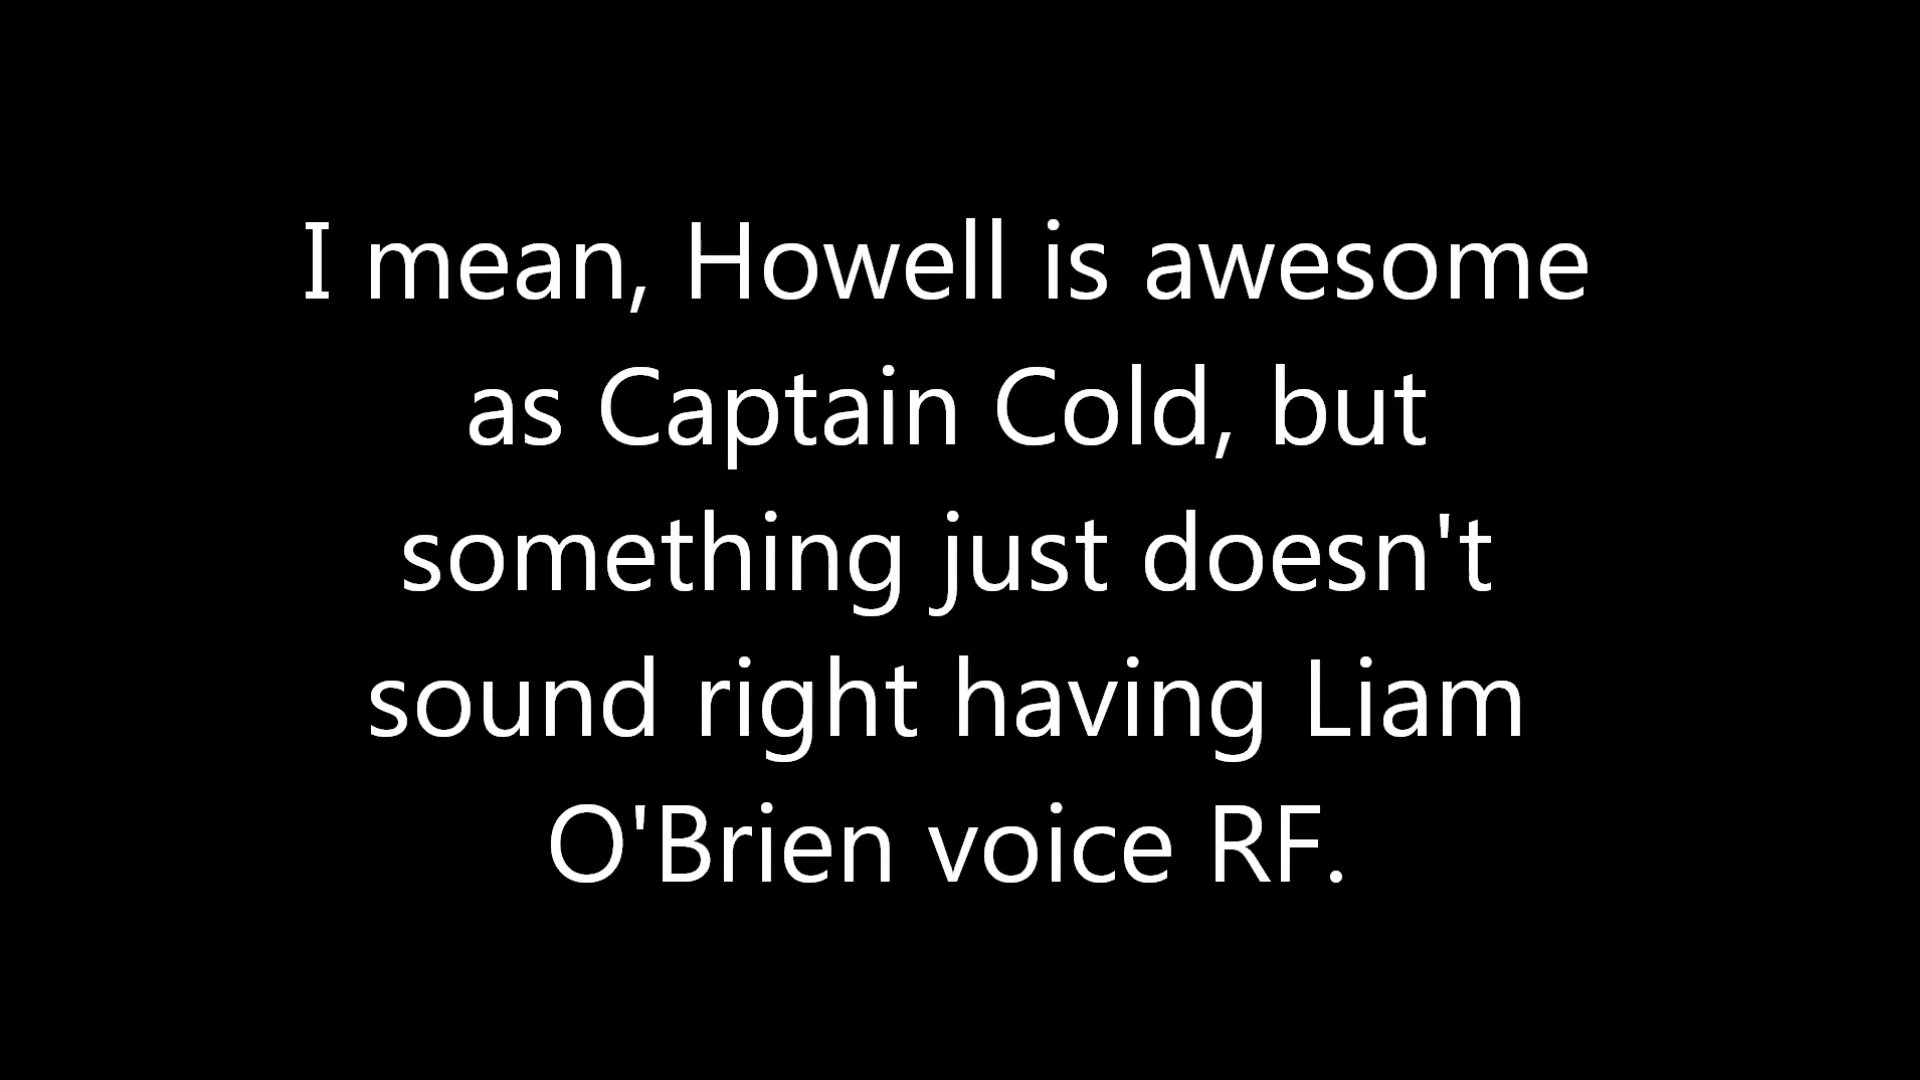 I mean, Howell is awesome
as Captain Cold, but
something just doesn't
sound right having Liam
O'Brien voice RF.